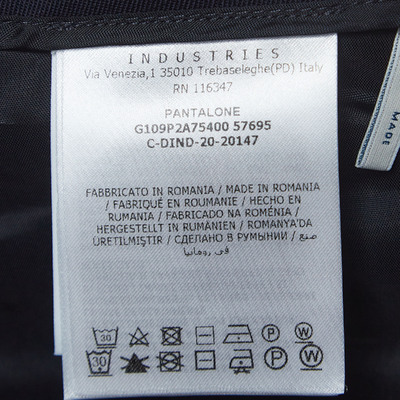 INDUSTRIES
Via Venezia,1 35010 Trebaseleghe(PD) Italy
RN 116347
PANTALONE
G109P2A75400 57695
C-DIND-20-20147
FABBRICATO IN ROMANIA / MADE IN ROMANIA
/ FABRIQUÉ EN ROUMANIE / HECHO EN
RUMANIA / FABRICADO NA ROMÉNIA /
HERGESTELLT IN RUMÄNIEN / ROMANYA'DA
ÜRETILMIŞTIR / СДЕЛАНО В РУМЫНИИ / صنع
في رومانيا
30 P W
30 P W
MADE